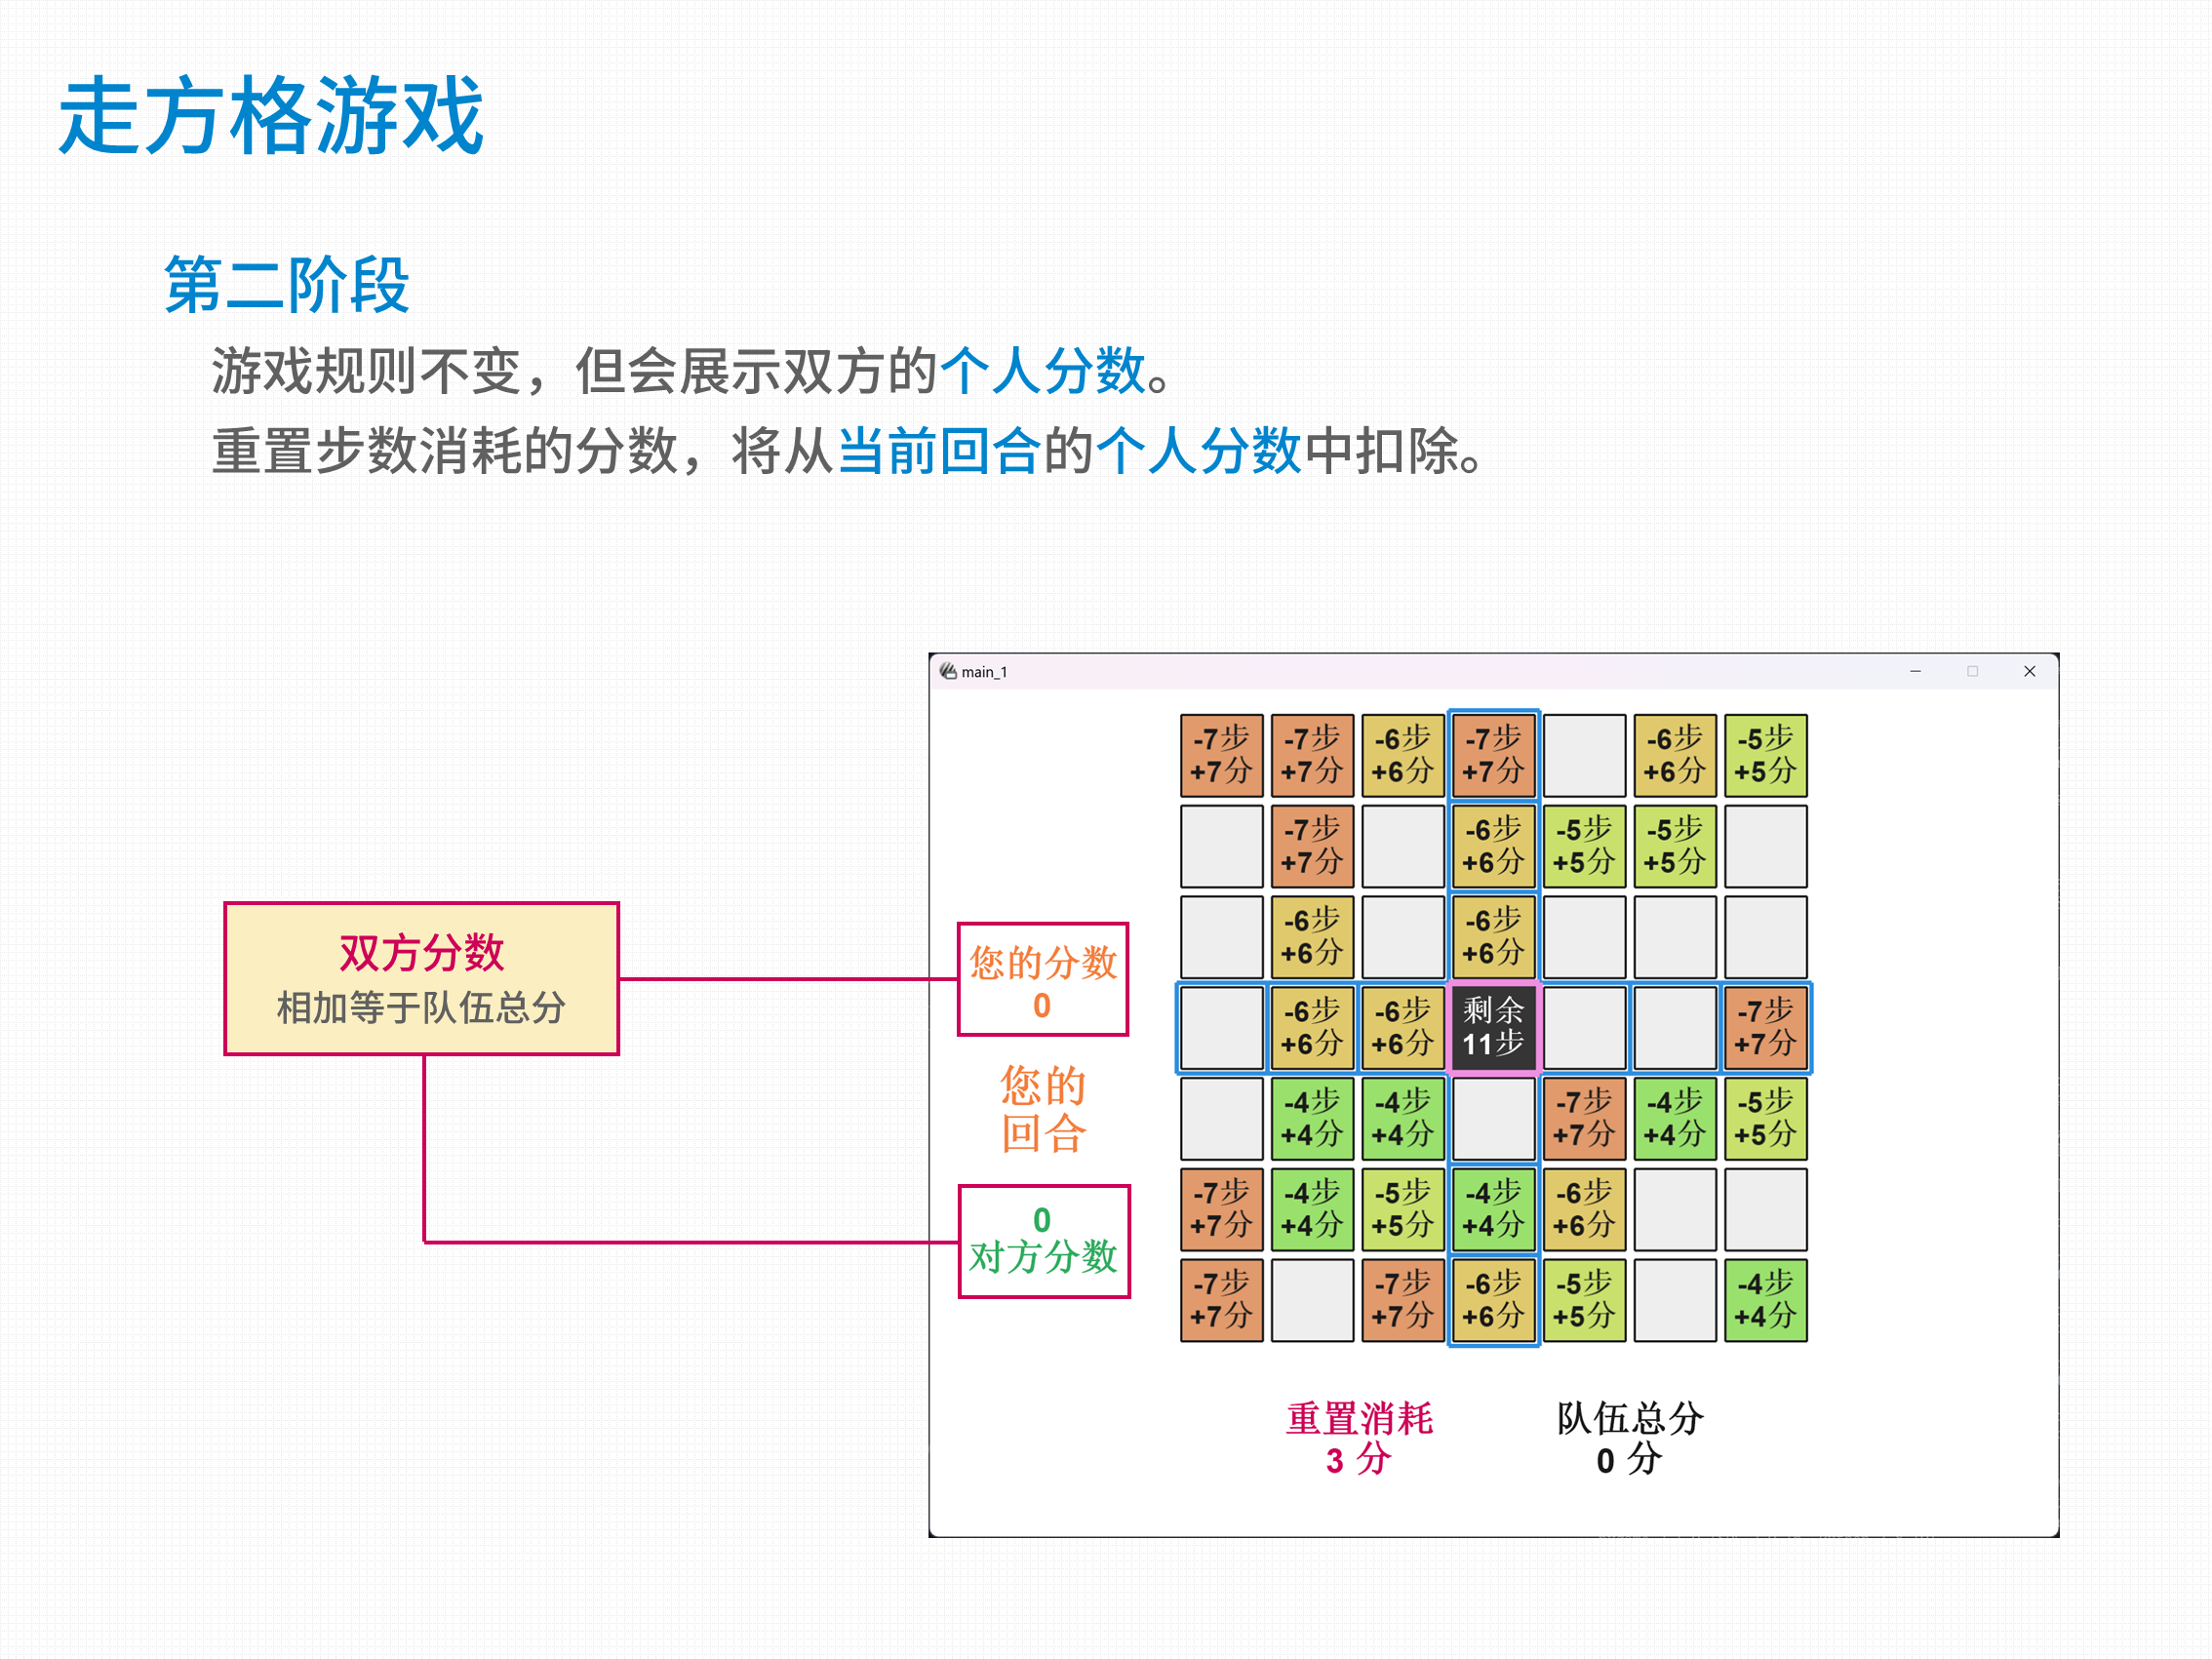 走方格游戏
第二阶段
游戏规则不变，但会展示双方的个人分数。
重置步数消耗的分数，将从当前回合的个人分数中扣除。
main_1
-7步 -7步 -6步 -7步 -6步 -5步
+7分 +7分 +6分 +7分 +6分 +5分
-7步 -6步 -5步 -5步
+7分 +6分 +5分 +5分
-6步 -6步
+6分 +6分
双方分数
相加等于队伍总分
您的分数
0
-6步 -6步 剩余 -7步
+6分 +6分 11步 +7分
您的
回合
-4步 -4步 -7步 -4步 -5步
+4分 +4分 +7分 +4分 +5分
0
对方分数
-7步 -4步 -5步 -4步 -6步
+7分 +4分 +5分 +4分 +6分
-7步 -7步 -6步 -5步 -4步
+7分 +7分 +6分 +5分 +4分
重置消耗
3 分
队伍总分
0 分